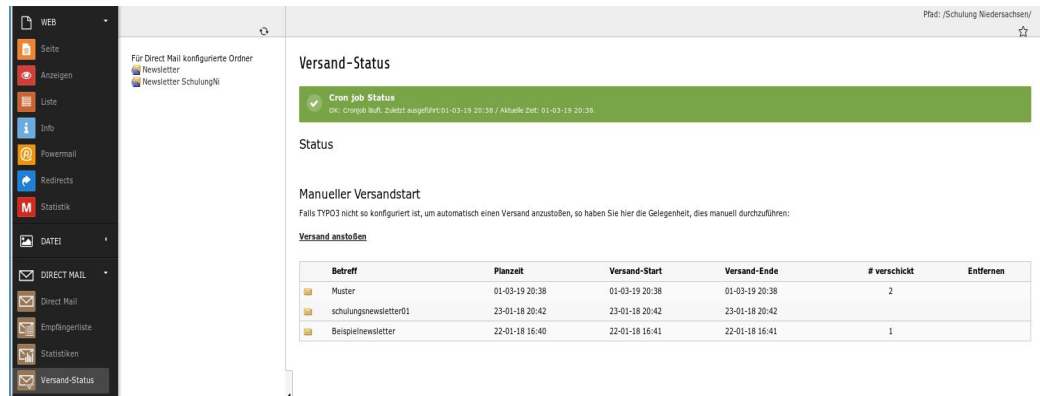 WEB
Seite
Anzeigen
Liste
Info
Powermail
Redirects
M Statistik
DATEI
DIRECT MAIL
Direct Mail
Empfängerliste
Statistiken
Versand-Status
Für Direct Mail konfigurierte Ordner
Newsletter
Newsletter SchulungNi
Pfad: /Schulung Niedersachsen/
Versand-Status
Cron job Status
OK: Cronjob läuft. Zuletzt ausgeführt:01-03-19 20:38 / Aktuelle Zeit: 01-03-19 20:38.
Status
Manueller Versandstart
Falls TYPO3 nicht so konfiguriert ist, um automatisch einen Versand anzustoßen, so haben Sie hier die Gelegenheit, dies manuell durchzuführen:
Versand anstoßen
Betreff Planzeit Versand-Start Versand-Ende # verschickt Entfernen
Muster 01-03-19 20:38 01-03-19 20:38 01-03-19 20:38 2
schulungsnewsletter01 23-01-18 20:42 23-01-18 20:42 23-01-18 20:42
Beispielnewsletter 22-01-18 16:40 22-01-18 16:41 22-01-18 16:41 1